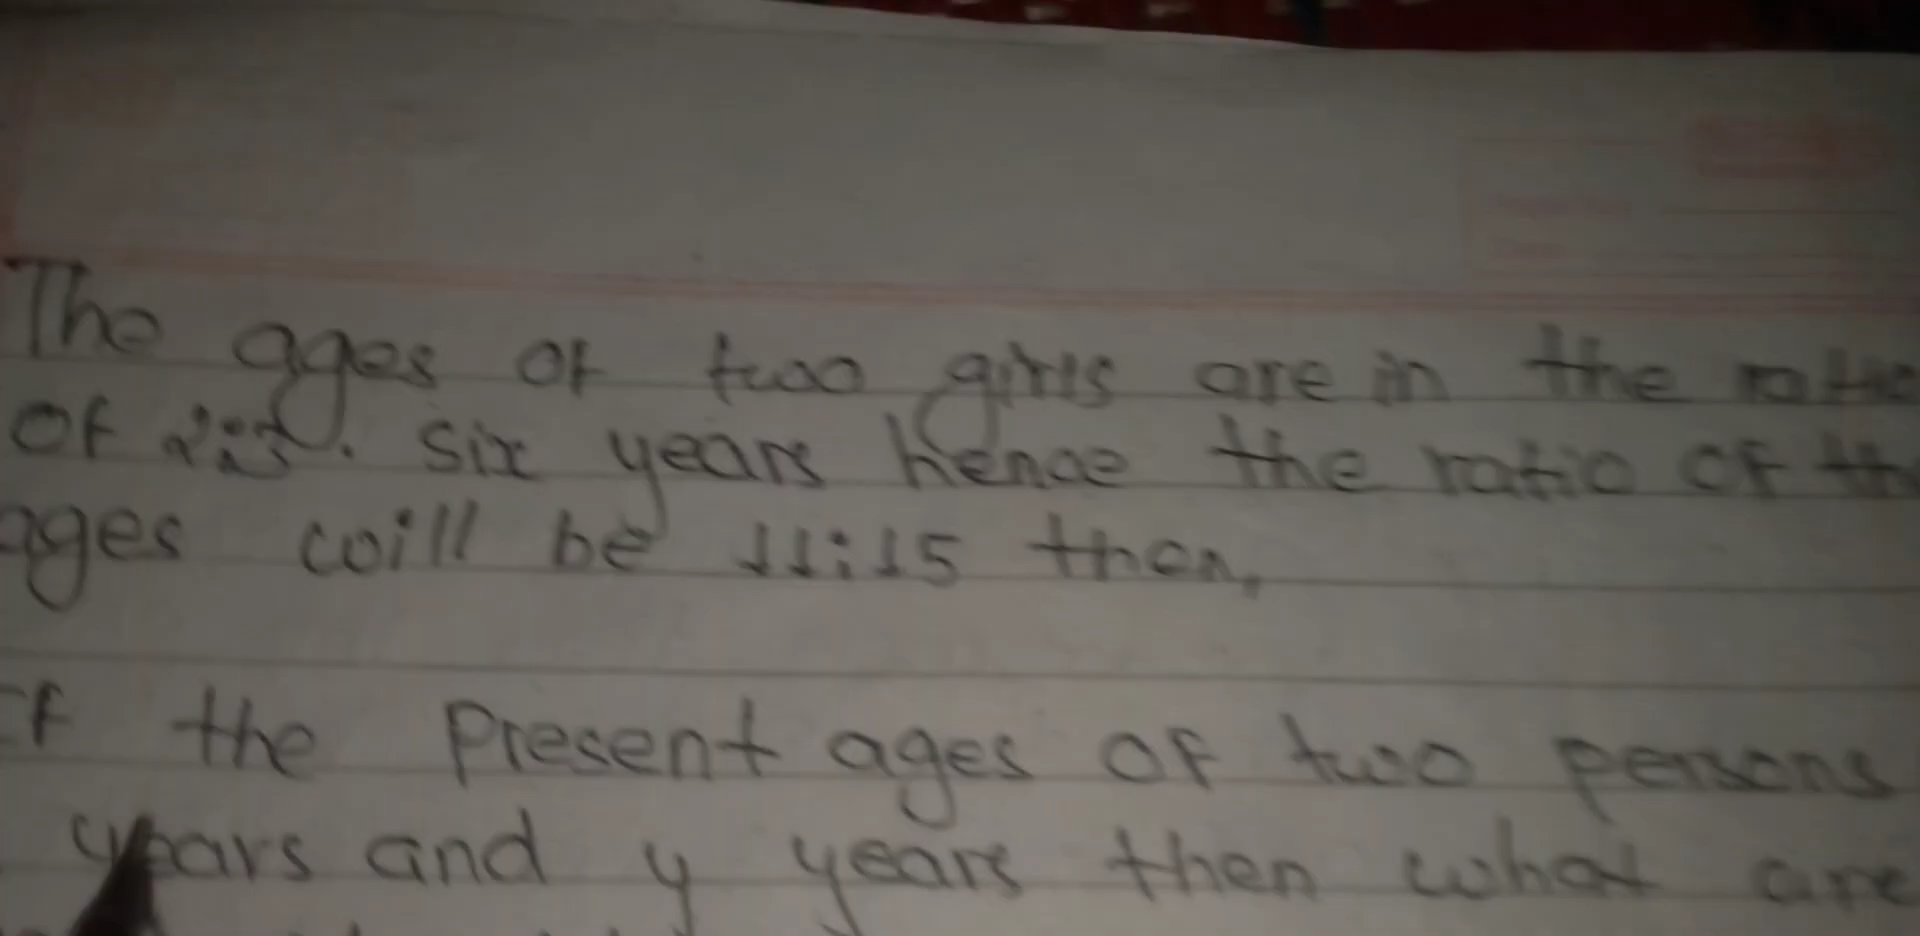 The ages of two girls are in the ratio
of 2:3. six years hence the ratio of the
ages will be 11:15 then,
If the present ages of two persons
years and y years then what are